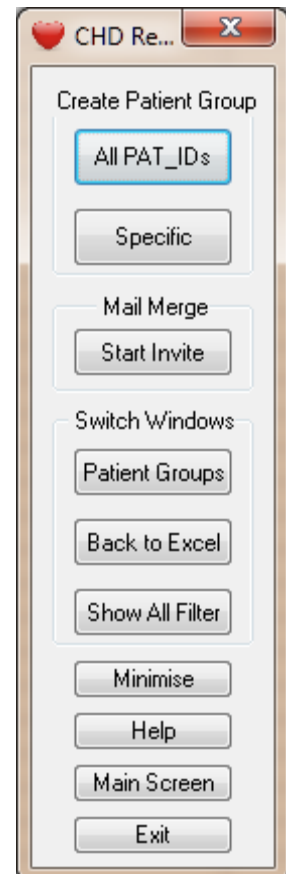 CHD Re...
Create Patient Group
All PAT_IDs
Specific
Mail Merge
Start Invite
Switch Windows
Patient Groups
Back to Excel
Show All Filter
Minimise
Help
Main Screen
Exit